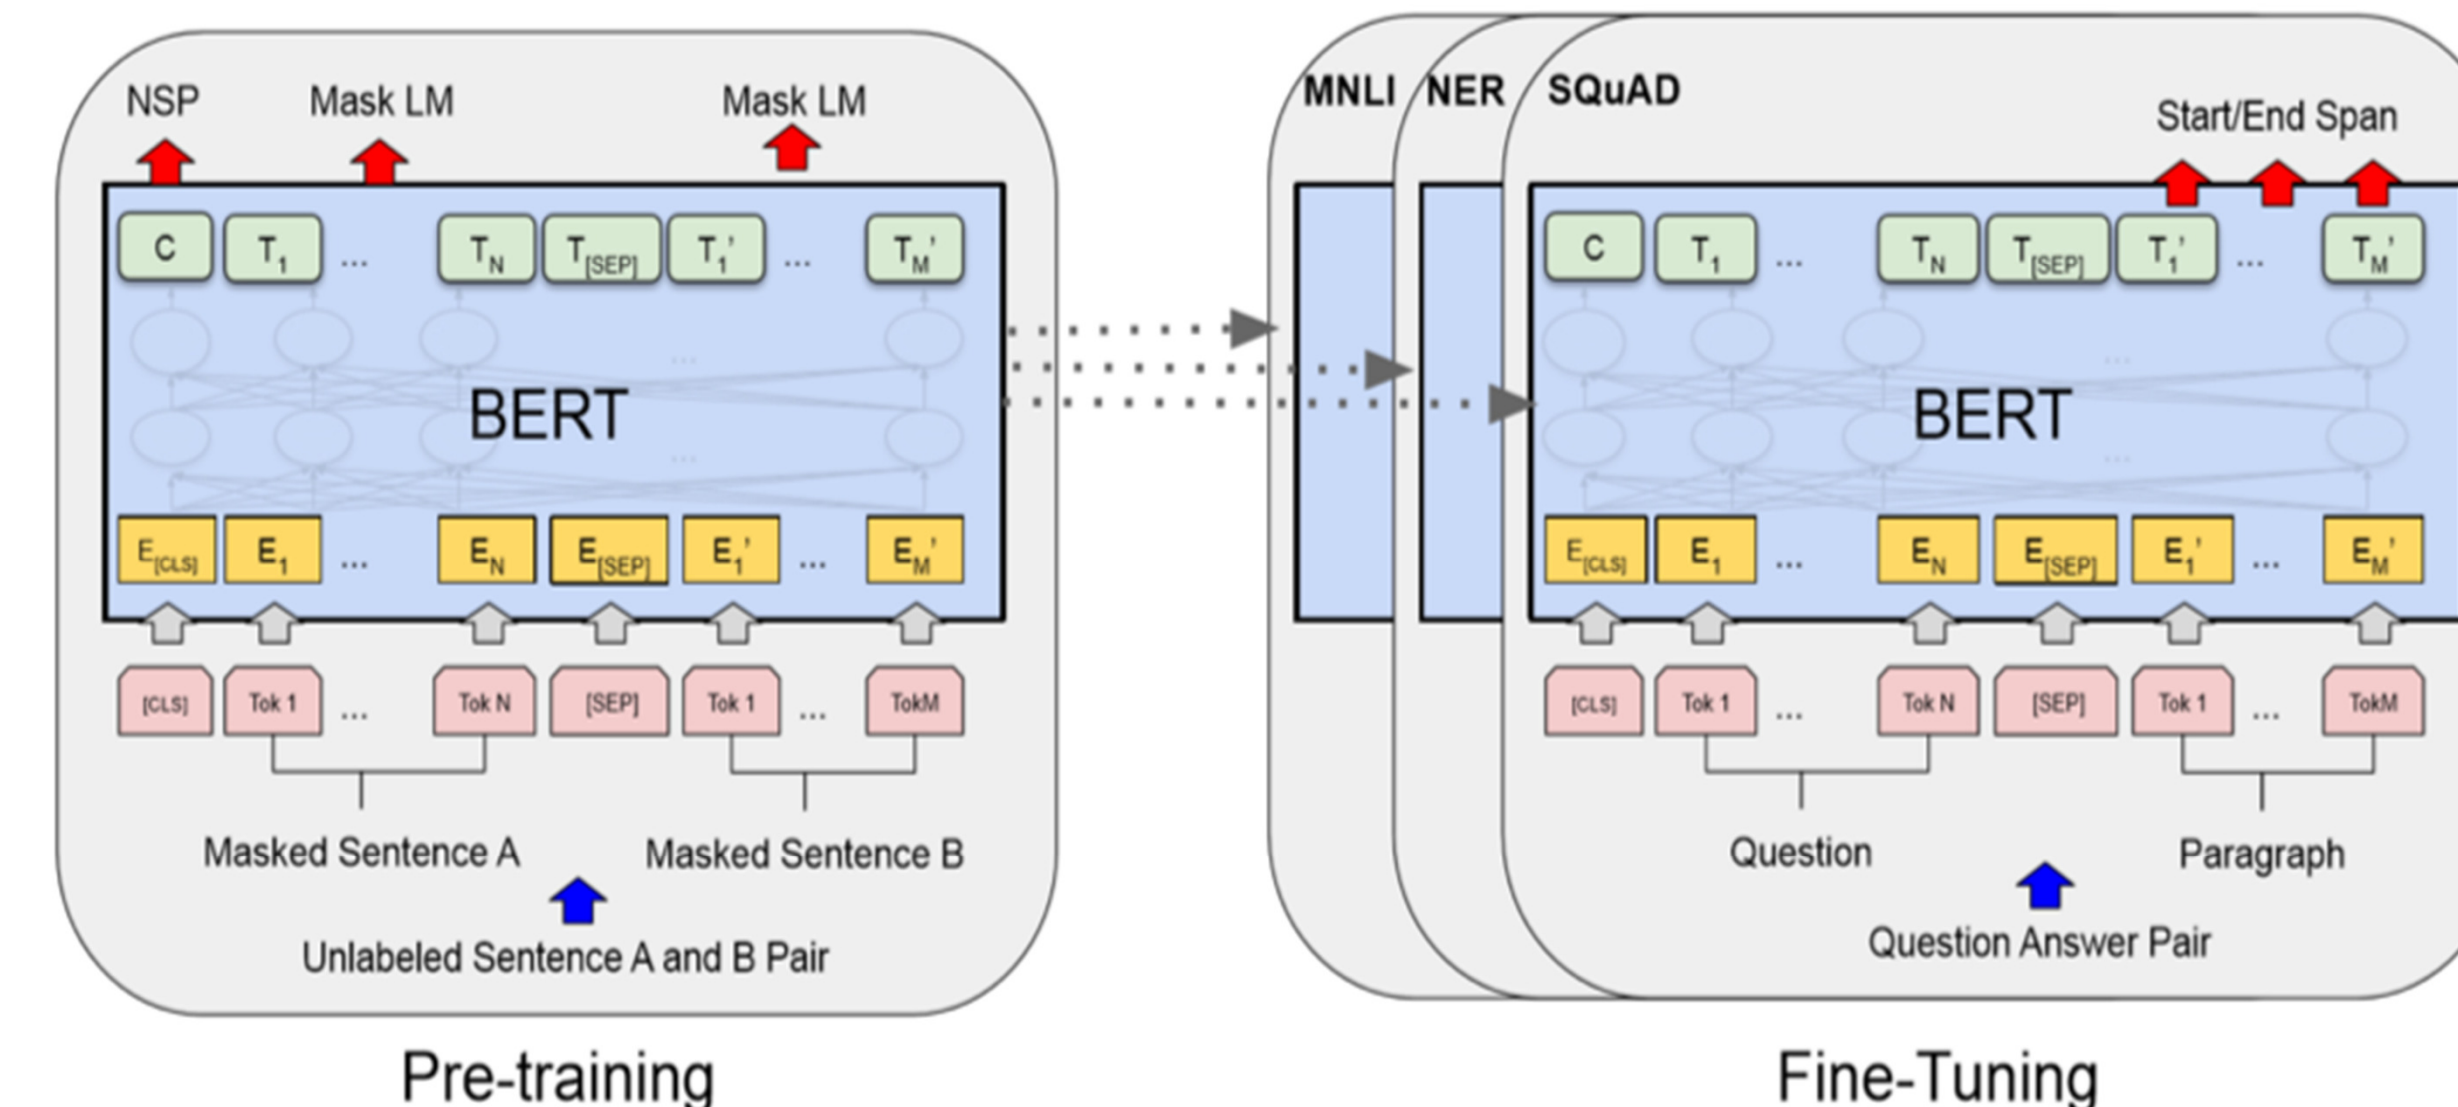 NSP Mask LM Mask LM
C T1 ... TN T[SEP] T1’ ... TM’
... 
BERT
...
E[CLS] E1 ... EN E[SEP] E1’ ... EM’
[CLS] Tok 1 ... Tok N [SEP] Tok 1 ... TokM
Masked Sentence A Masked Sentence B
Unlabeled Sentence A and B Pair
Pre-training
MNLI NER SQuAD
Start/End Span
C T1 ... TN T[SEP] T1’ ... TM’
...
BERT
...
E[CLS] E1 ... EN E[SEP] E1’ ... EM’
[CLS] Tok 1 ... Tok N [SEP] Tok 1 ... TokM
Question Paragraph
Question Answer Pair
Fine-Tuning